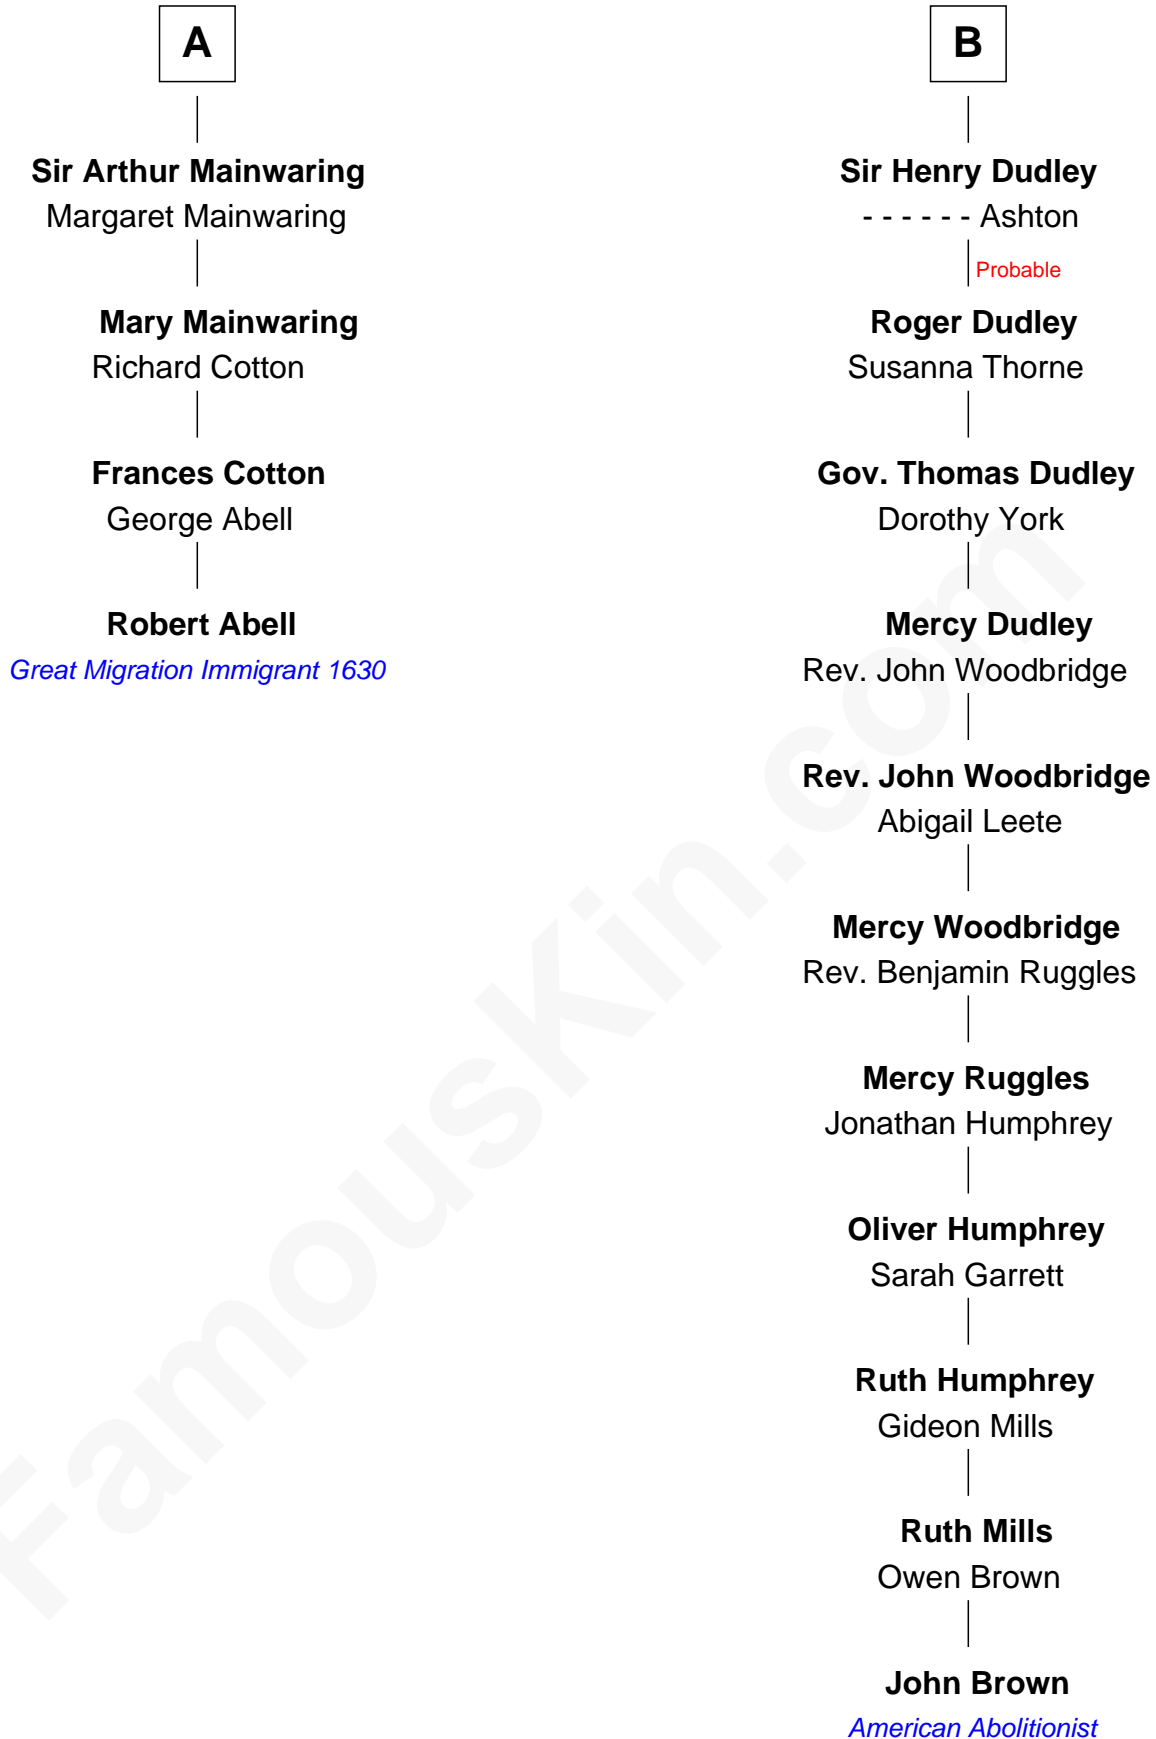 A
Sir Arthur Mainwaring
Margaret Mainwaring
Mary Mainwaring
Richard Cotton
Frances Cotton
George Abell
Robert Abell
Great Migration Immigrant 1630
B
Sir Henry Dudley
- - - - - - Ashton
Probable
Roger Dudley
Susanna Thorne
Gov. Thomas Dudley
Dorothy York
Mercy Dudley
Rev. John Woodbridge
Rev. John Woodbridge
Abigail Leete
Mercy Woodbridge
Rev. Benjamin Ruggles
Mercy Ruggles
Jonathan Humphrey
Oliver Humphrey
Sarah Garrett
Ruth Humphrey
Gideon Mills
Ruth Mills
Owen Brown
John Brown
American Abolitionist
FamousKin.com